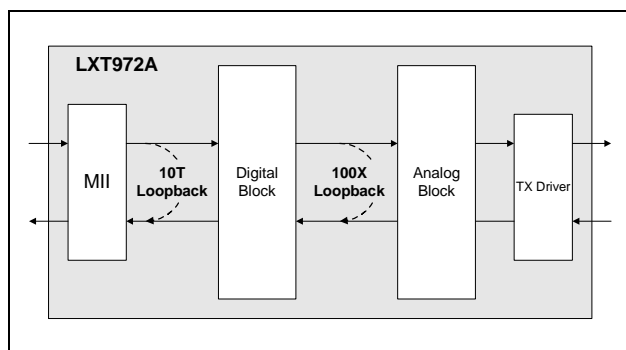 LXT972A
MII
10T
Loopback
Digital
Block
100X
Loopback
Analog
Block
TX Driver